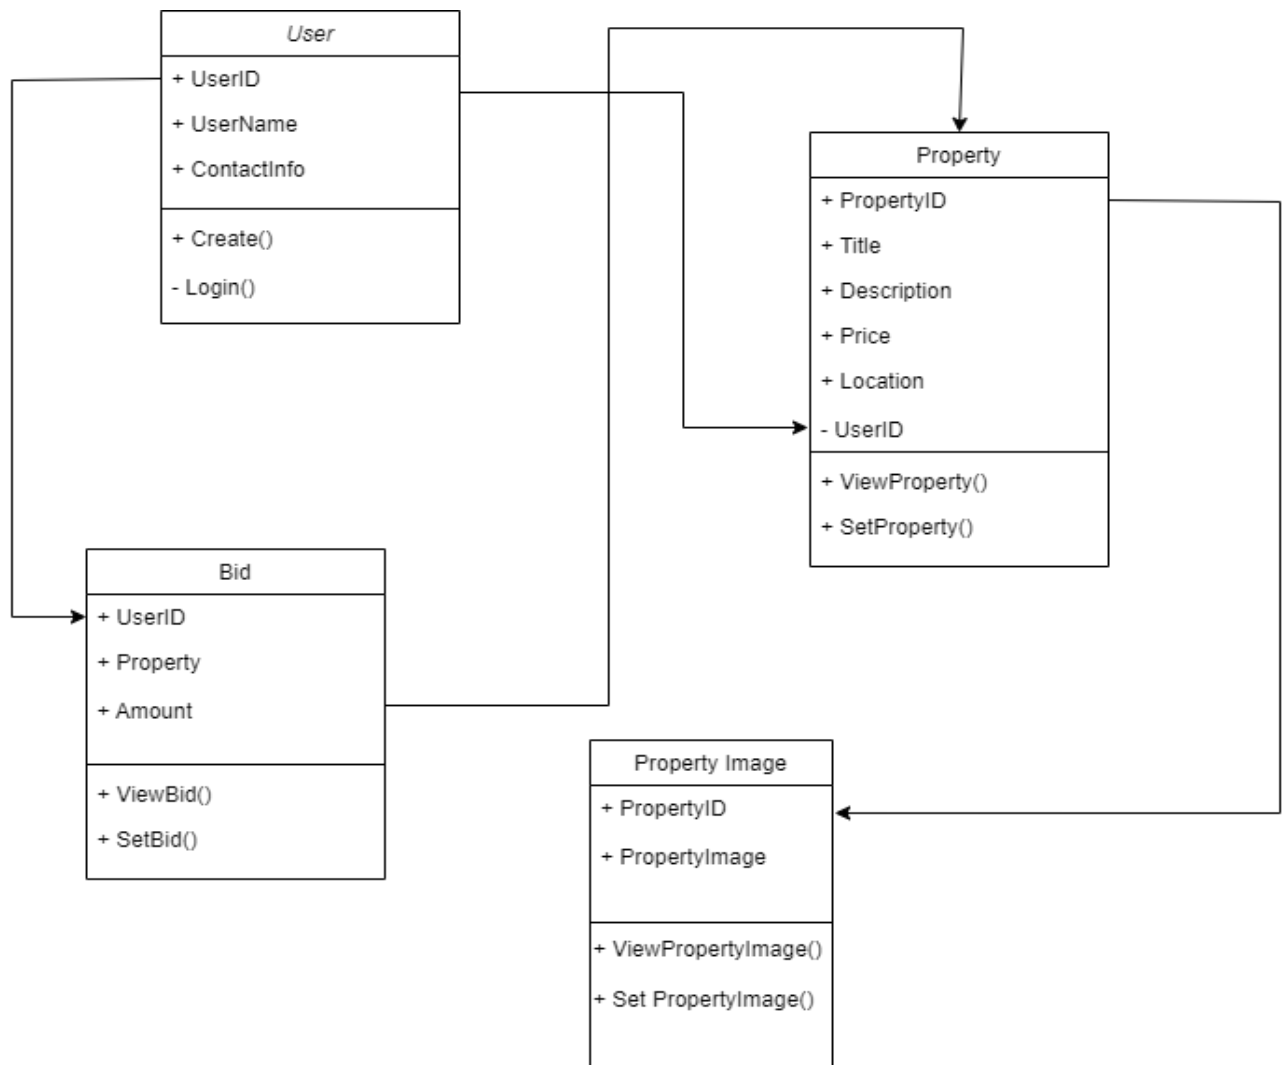 User
+ UserID
+ UserName
+ ContactInfo
+ Create()
- Login()
Property
+ PropertyID
+ Title
+ Description
+ Price
+ Location
- UserID
+ ViewProperty()
+ SetProperty()
Bid
+ UserID
+ Property
+ Amount
+ ViewBid()
+ SetBid()
Property Image
+ PropertyID
+ PropertyImage
+ ViewPropertyImage()
+ Set PropertyImage()